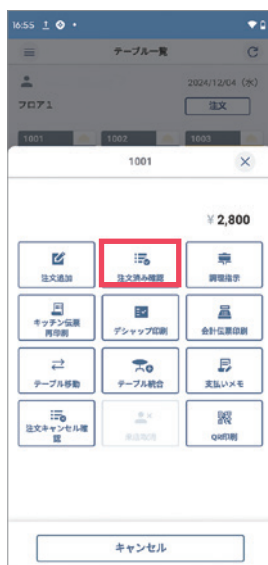 16:55
テーブル一覧
2024/12/04 (水)
フロア1
注文
1001 1002 1003
1001
¥ 2,800
注文追加
注文済み確認
調理指示
キッチン伝票
再印刷
デシャップ印刷
会計伝票印刷
テーブル移動
テーブル統合
支払いメモ
注文キャンセル確
認
QR印刷
キャンセル